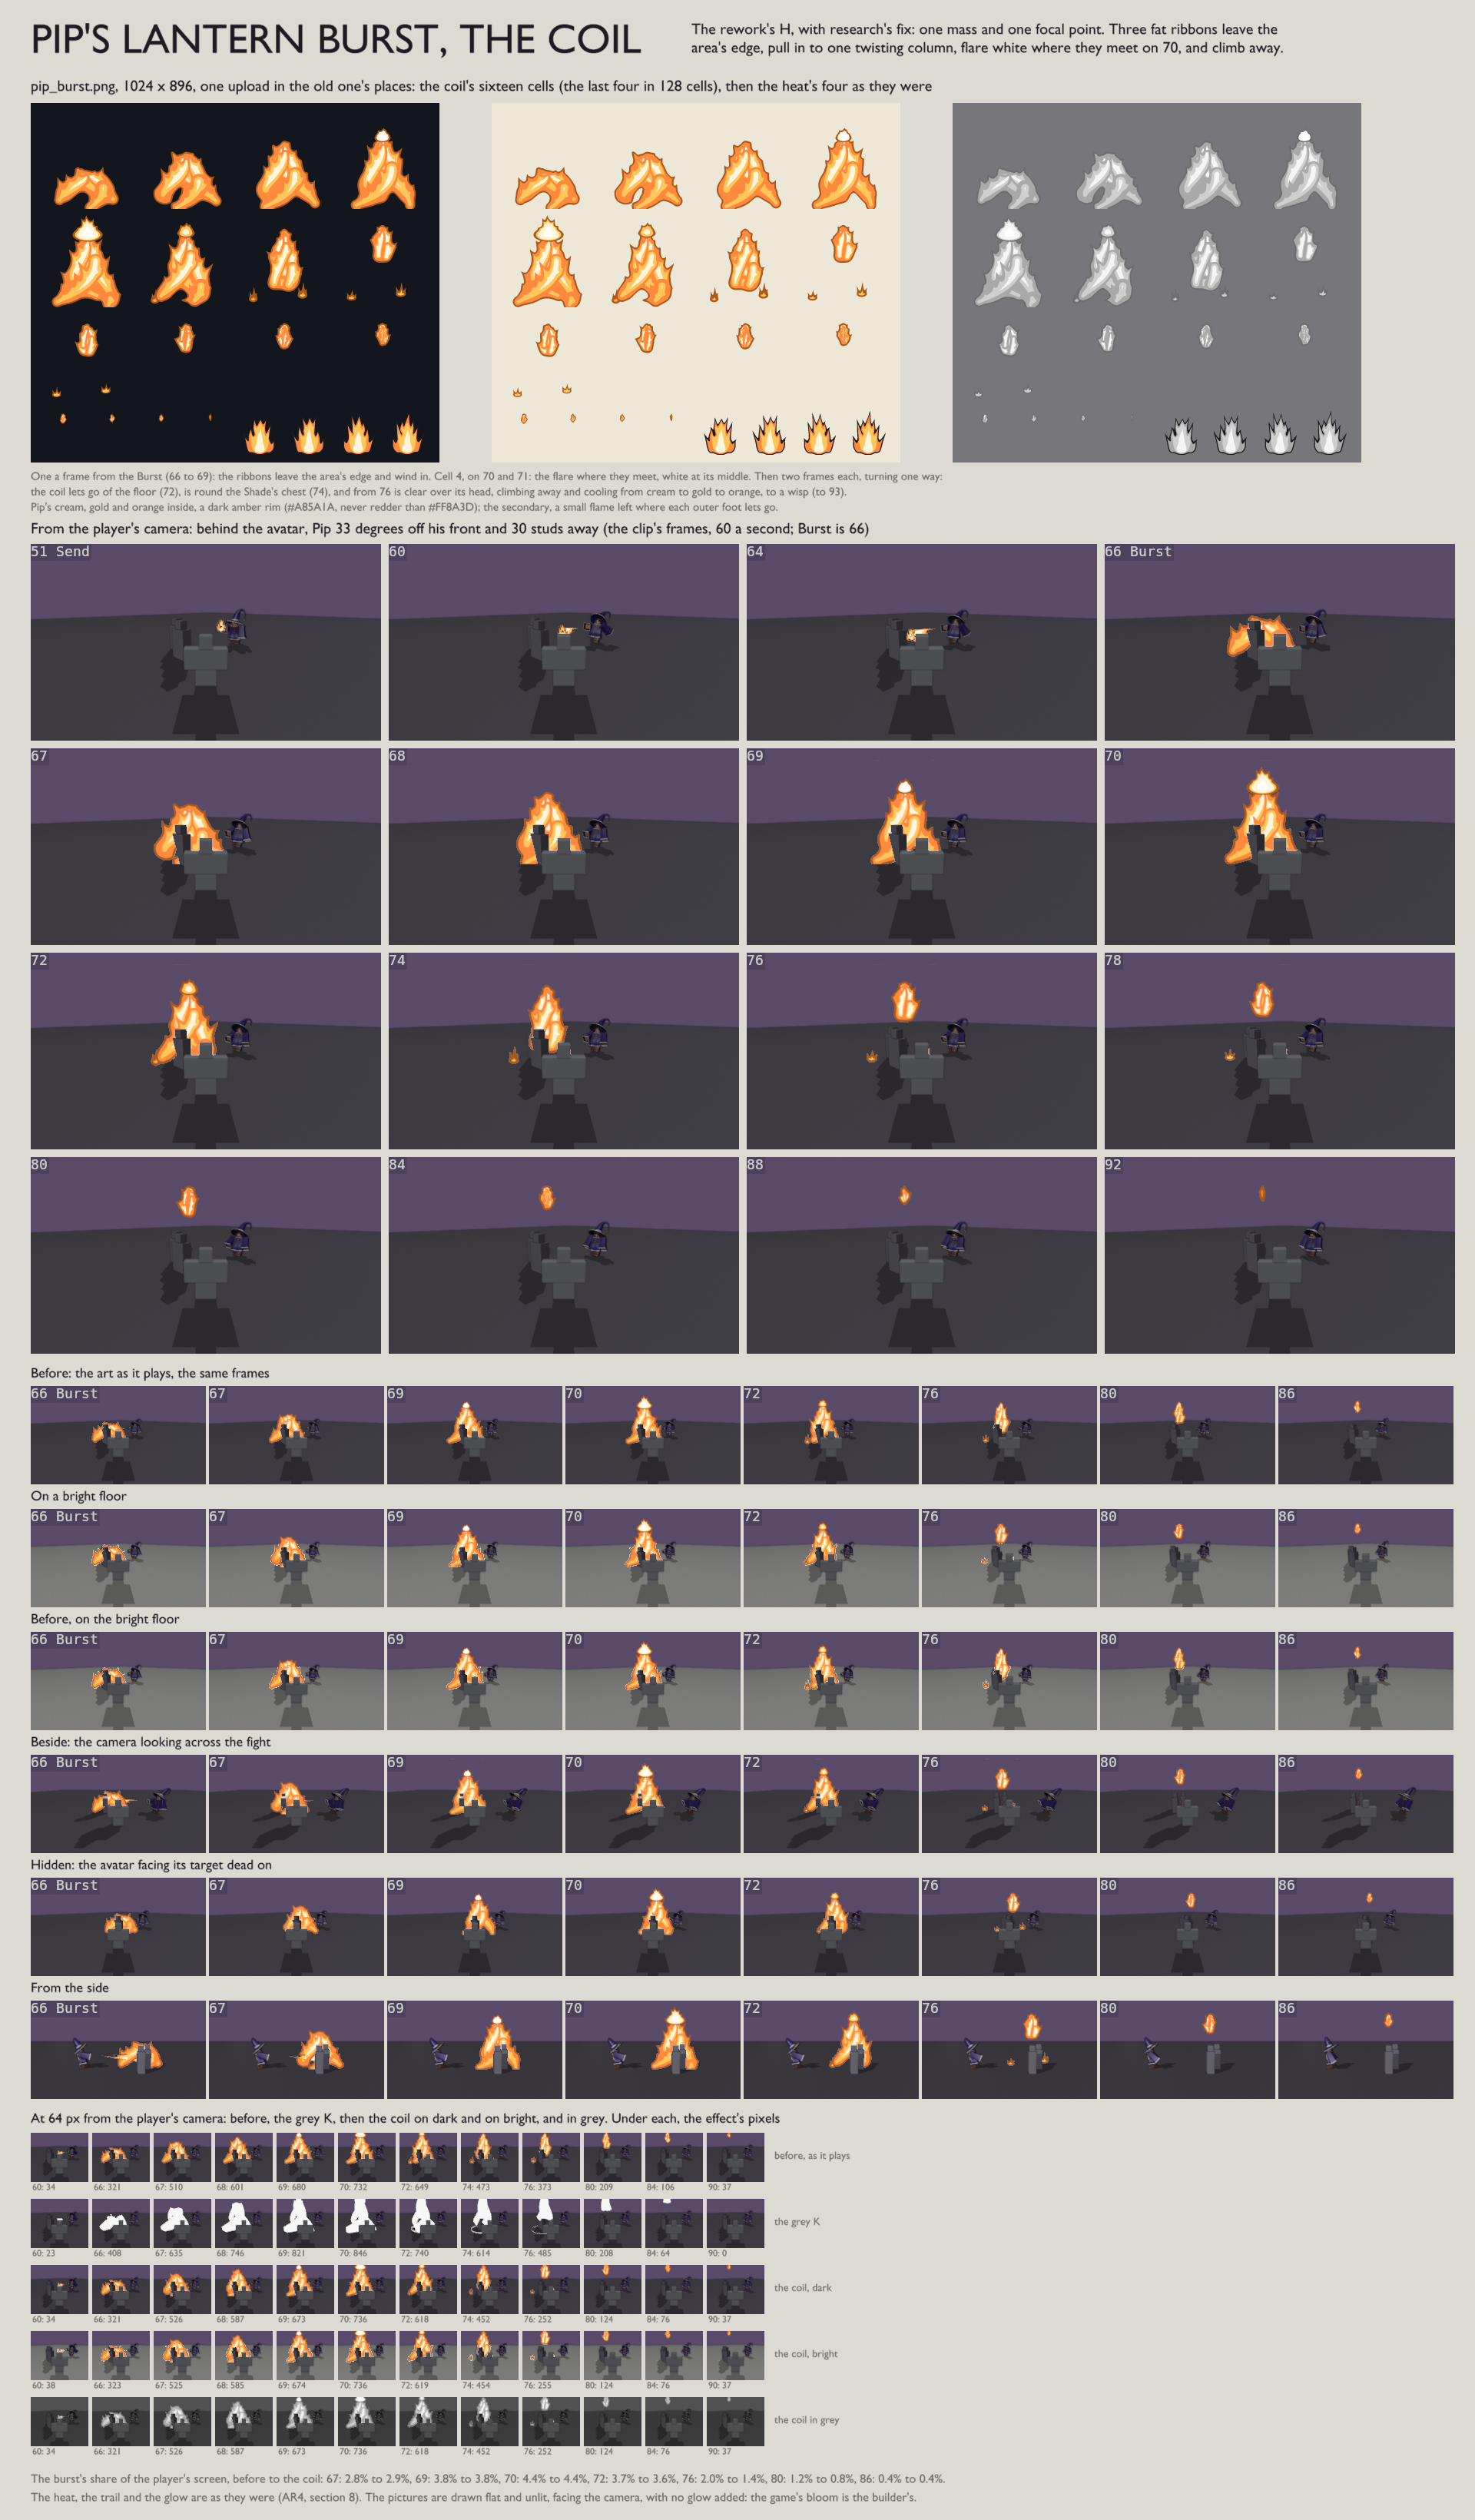 PIP'S LANTERN BURST, THE COIL
The rework's H, with research's fix: one mass and one focal point. Three fat ribbons leave the
area's edge, pull in to one twisting column, flare white where they meet on 70, and climb away.
pip_burst.png, 1024 x 896, one upload in the old one's places: the coil's sixteen cells (the last four in 128 cells), then the heat's four as they were
One a frame from the Burst (66 to 69): the ribbons leave the area's edge and wind in. Cell 4, on 70 and 71: the flare where they meet, white at its middle. Then two frames each, turning one way:
the coil lets go of the floor (72), is round the Shade's chest (74), and from 76 is clear over its head, climbing away and cooling from cream to gold to orange, to a wisp (to 93).
Pip's cream, gold and orange inside, a dark amber rim (#A85A1A, never redder than #FF8A3D); the secondary, a small flame left where each outer foot lets go.
From the player's camera: behind the avatar, Pip 33 degrees off his front and 30 studs away (the clip's frames, 60 a second; Burst is 66)
51 Send 60 64 66 Burst
67 68 69 70
72 74 76 78
80 84 88 92
Before: the art as it plays, the same frames
66 Burst 67 69 70 72 76 80 86
On a bright floor
66 Burst 67 69 70 72 76 80 86
Before, on the bright floor
66 Burst 67 69 70 72 76 80 86
Beside: the camera looking across the fight
66 Burst 67 69 70 72 76 80 86
Hidden: the avatar facing its target dead on
66 Burst 67 69 70 72 76 80 86
From the side
66 Burst 67 69 70 72 76 80 86
At 64 px from the player's camera: before, the grey K, then the coil on dark and on bright, and in grey. Under each, the effect's pixels
before, as it plays
60: 34 66: 321 67: 510 68: 601 69: 680 70: 732 72: 649 74: 473 76: 373 80: 209 84: 106 90: 37
the grey K
60: 23 66: 408 67: 635 68: 746 69: 821 70: 846 72: 740 74: 614 76: 485 80: 208 84: 64 90: 0
the coil, dark
60: 34 66: 321 67: 526 68: 587 69: 673 70: 736 72: 618 74: 452 76: 252 80: 124 84: 76 90: 37
the coil, bright
60: 38 66: 323 67: 525 68: 585 69: 674 70: 736 72: 619 74: 454 76: 255 80: 124 84: 76 90: 37
the coil in grey
60: 34 66: 321 67: 526 68: 587 69: 673 70: 736 72: 618 74: 452 76: 252 80: 124 84: 76 90: 37
The burst's share of the player's screen, before to the coil: 67: 2.8% to 2.9%, 69: 3.8% to 3.8%, 70: 4.4% to 4.4%, 72: 3.7% to 3.6%, 76: 2.0% to 1.4%, 80: 1.2% to 0.8%, 86: 0.4% to 0.4%.
The heat, the trail and the glow are as they were (AR4, section 8). The pictures are drawn flat and unlit, facing the camera, with no glow added: the game's bloom is the builder's.